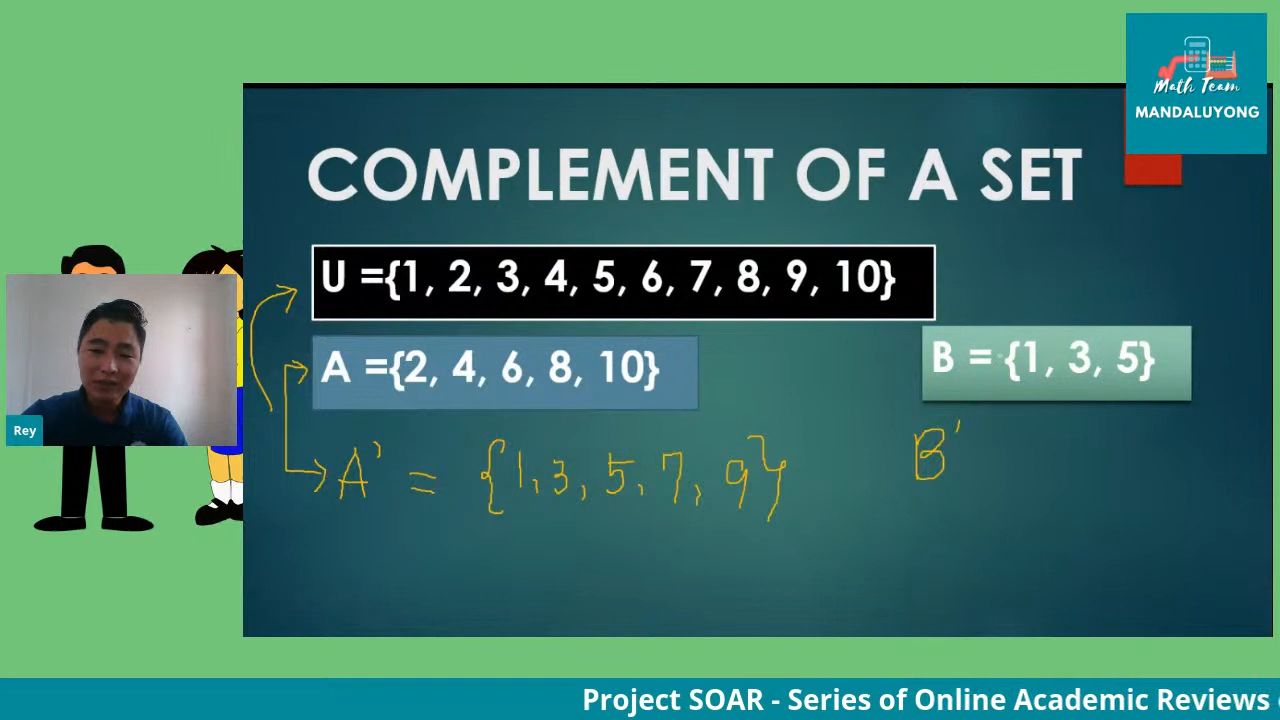 Math Team
MANDALUYONG
COMPLEMENT OF A SET
U ={1, 2, 3, 4, 5, 6, 7, 8, 9, 10}
A ={2, 4, 6, 8, 10}
B = {1, 3, 5}
A' = {1, 3, 5, 7, 9}
B'
Rey
Project SOAR - Series of Online Academic Reviews